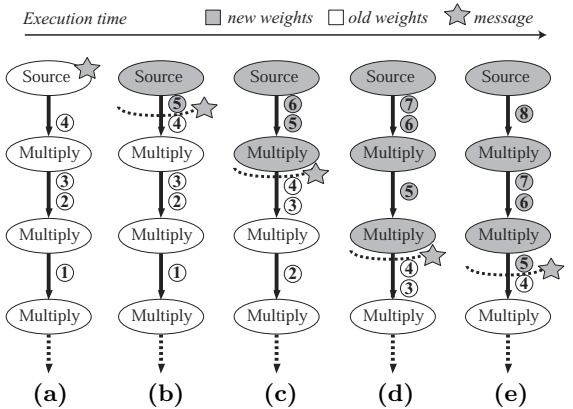 Execution time new weights old weights message
Source Source Source Source Source
4 5 6 7 8
4 5 6
Multiply Multiply Multiply Multiply Multiply
3 3 4 5 7
2 2 3 6
Multiply Multiply Multiply Multiply Multiply
1 1 2 4 5
3 4
Multiply Multiply Multiply Multiply Multiply
(a) (b) (c) (d) (e)